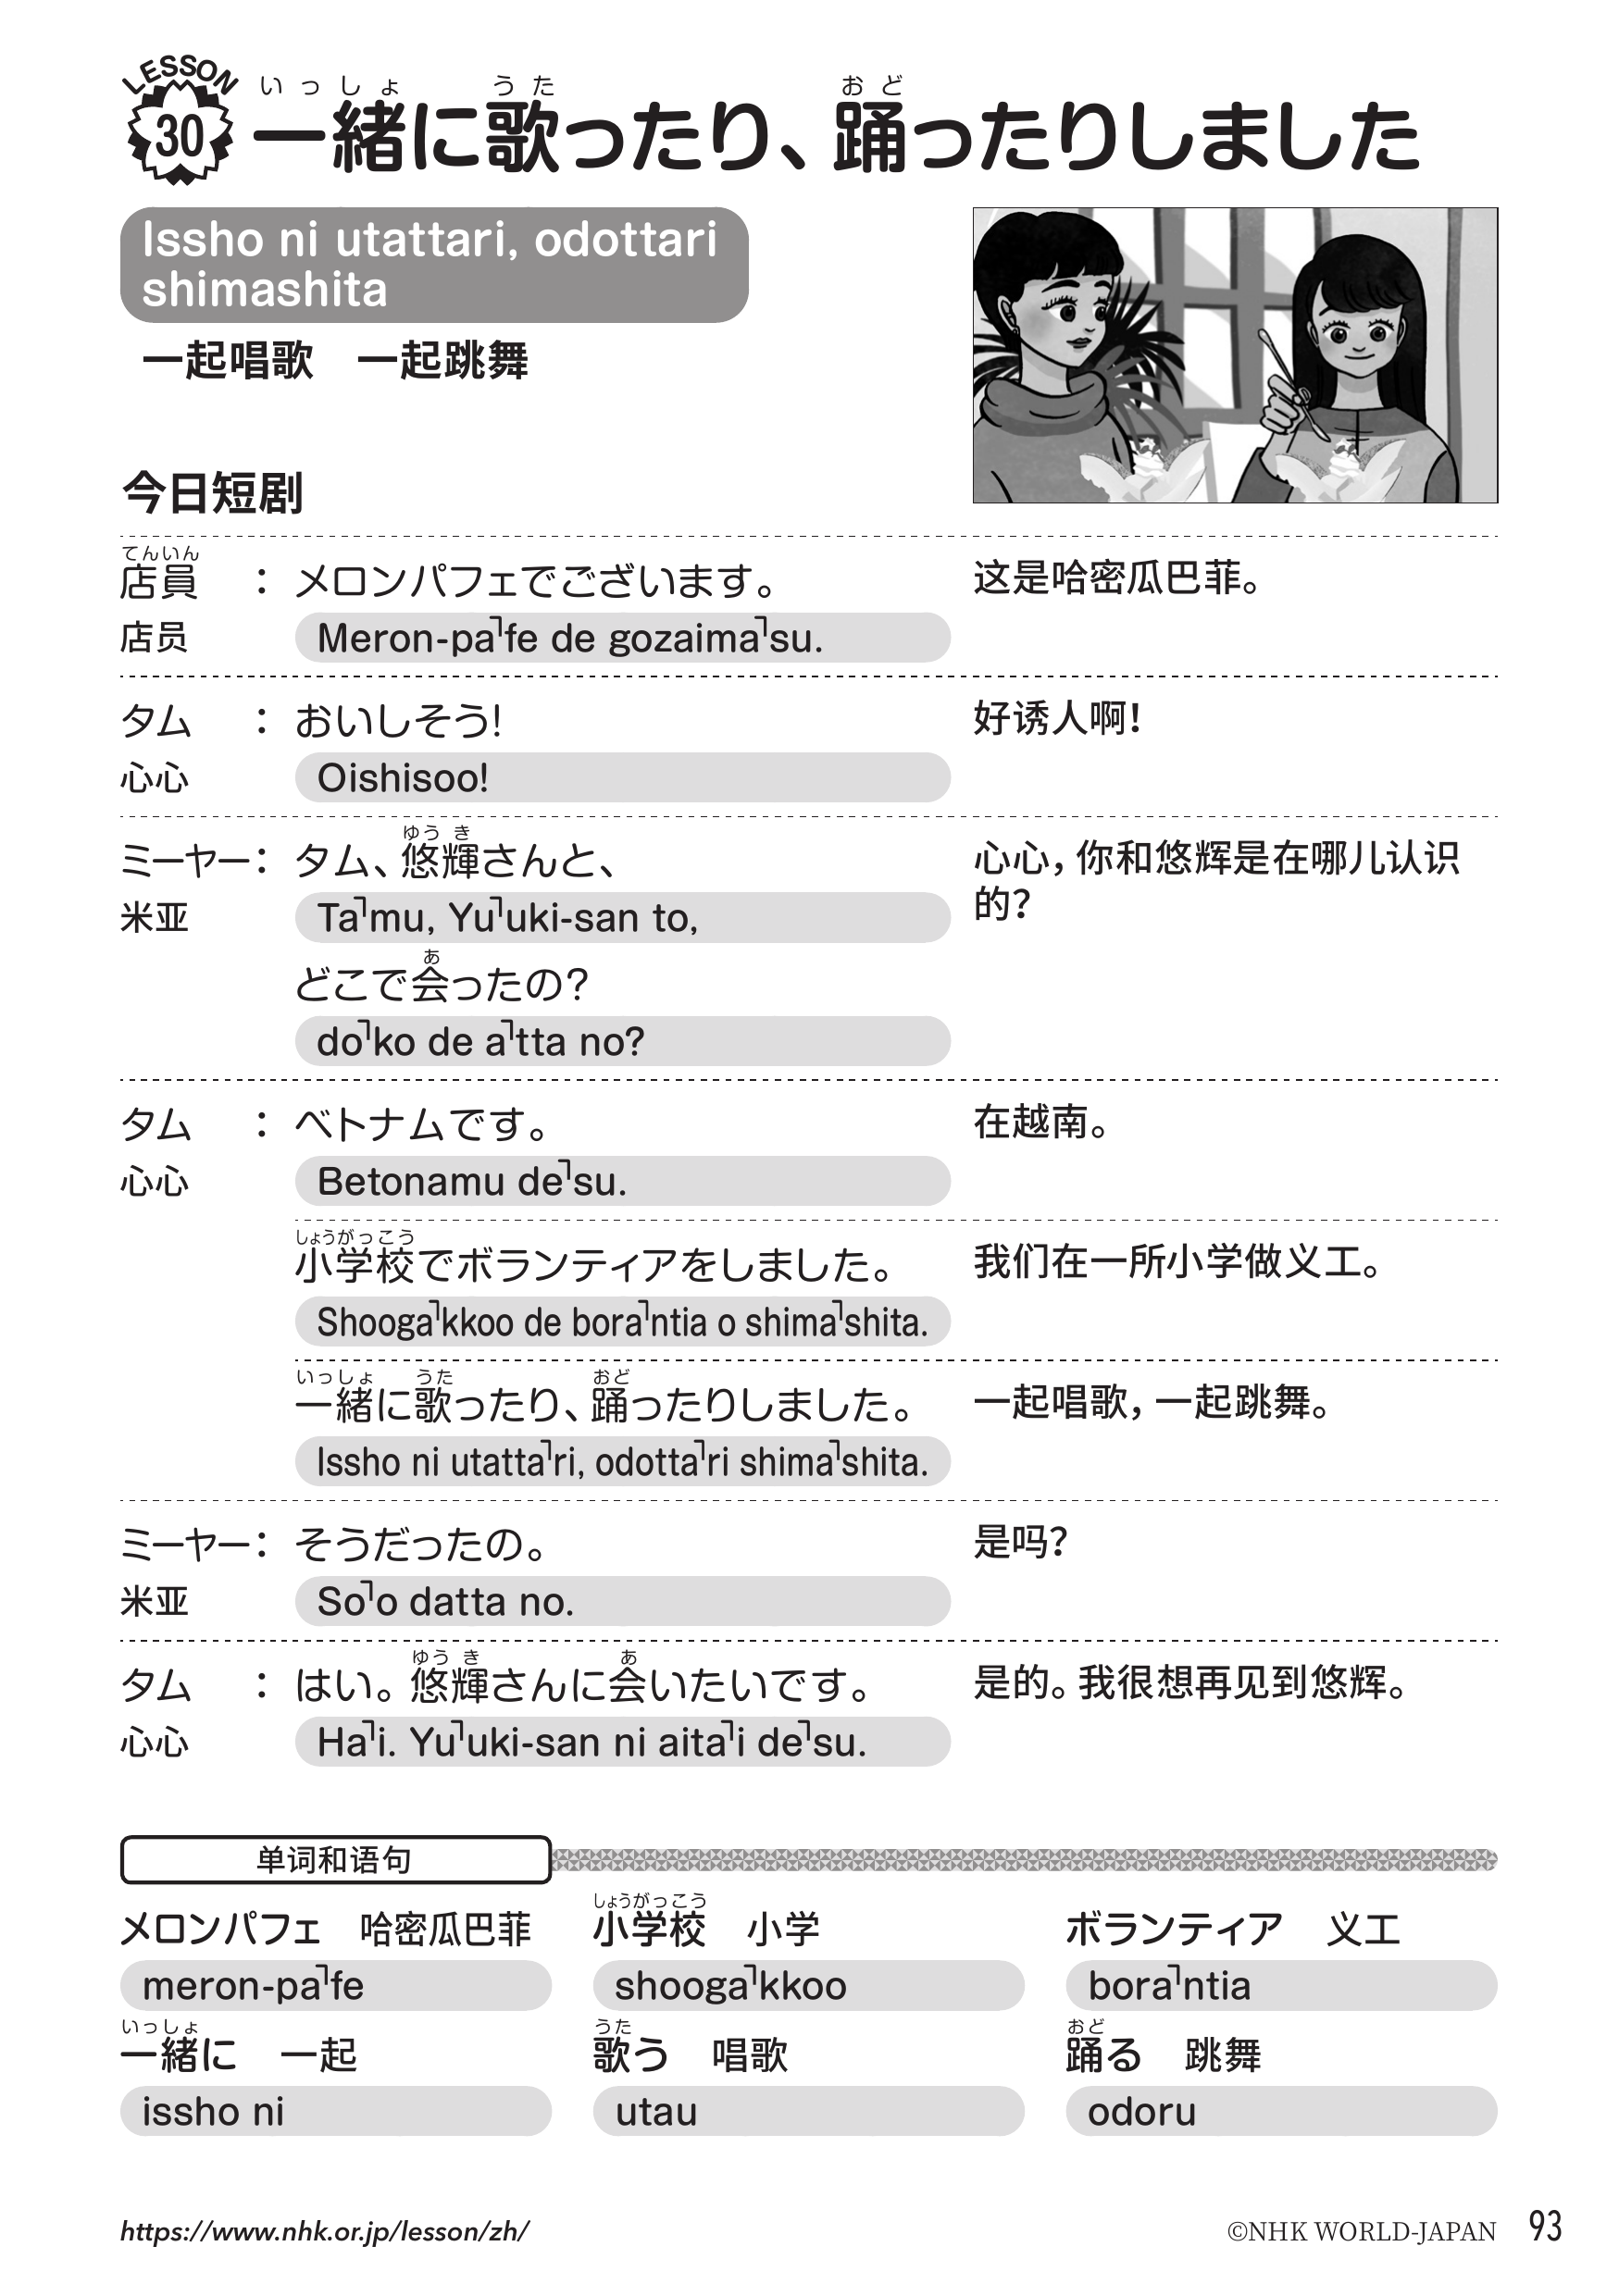 LESSON
30
いっしょ うた おど
一緒に歌ったり、踊ったりしました
Issho ni utattari, odottari
shimashita
一起唱歌　一起跳舞
今日短剧
てんいん
店員 ： メロンパフェでございます。 这是哈密瓜巴菲。
店员 Meron-pa˥fe de gozaima˥su.
タム ： おいしそう! 好诱人啊!
心心 Oishisoo!
ゆう き
ミーヤー： タム、悠輝さんと、 心心，你和悠辉是在哪儿认识
的？
米亚 Ta˥mu, Yu˥uki-san to,
あ
どこで会ったの？
do˥ko de a˥tta no?
タム ： ベトナムです。 在越南。
心心 Betonamu de˥su.
しょうがっこう
小学校でボランティアをしました。 我们在一所小学做义工。
Shooga˥kkoo de bora˥ntia o shima˥shita.
いっしょ うた おど
一緒に歌ったり、踊ったりしました。 一起唱歌，一起跳舞。
Issho ni utatta˥ri, odotta˥ri shima˥shita.
ミーヤー： そうだったの。 是吗？
米亚 So˥o datta no.
ゆう き あ
タム ： はい。悠輝さんに会いたいです。 是的。我很想再见到悠辉。
心心 Ha˥i. Yu˥uki-san ni aita˥i de˥su.
单词和语句
しょうがっこう
メロンパフェ　哈密瓜巴菲 小学校　小学 ボランティア　义工
meron-pa˥fe shooga˥kkoo bora˥ntia
いっしょ うた おど
一緒に　一起 歌う　唱歌 踊る　跳舞
issho ni utau odoru
https://www.nhk.or.jp/lesson/zh/ ©NHK WORLD-JAPAN 93